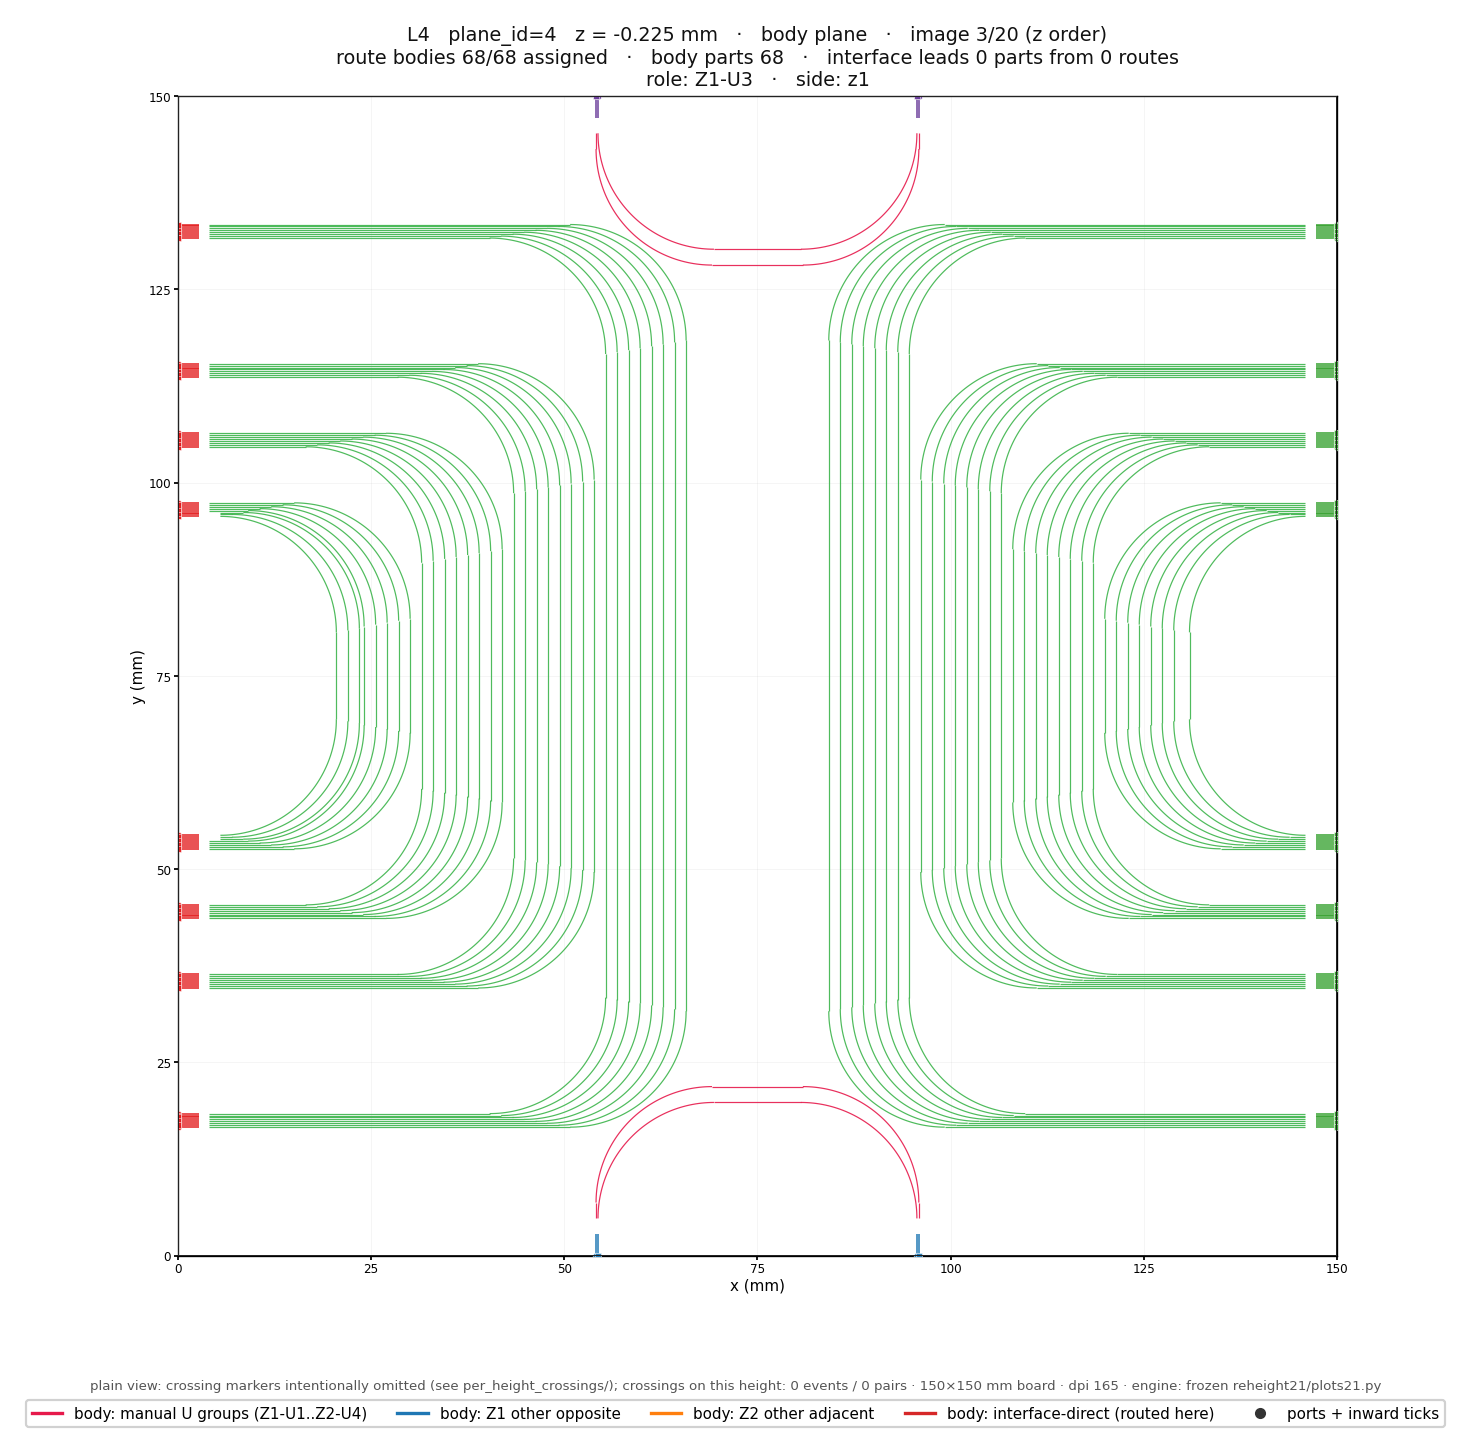 L4   plane_id=4   z = -0.225 mm   ·   body plane   ·   image 3/20 (z order)
route bodies 68/68 assigned   ·   body parts 68   ·   interface leads 0 parts from 0 routes
role: Z1-U3   ·   side: z1
150
125
100
75
50
25
0
y (mm)
0 25 50 75 100 125 150
x (mm)
plain view: crossing markers intentionally omitted (see per_height_crossings/); crossings on this height: 0 events / 0 pairs · 150×150 mm board · dpi 165 · engine: frozen reheight21/plots21.py
body: manual U groups (Z1-U1..Z2-U4) body: Z1 other opposite body: Z2 other adjacent body: interface-direct (routed here) ports + inward ticks